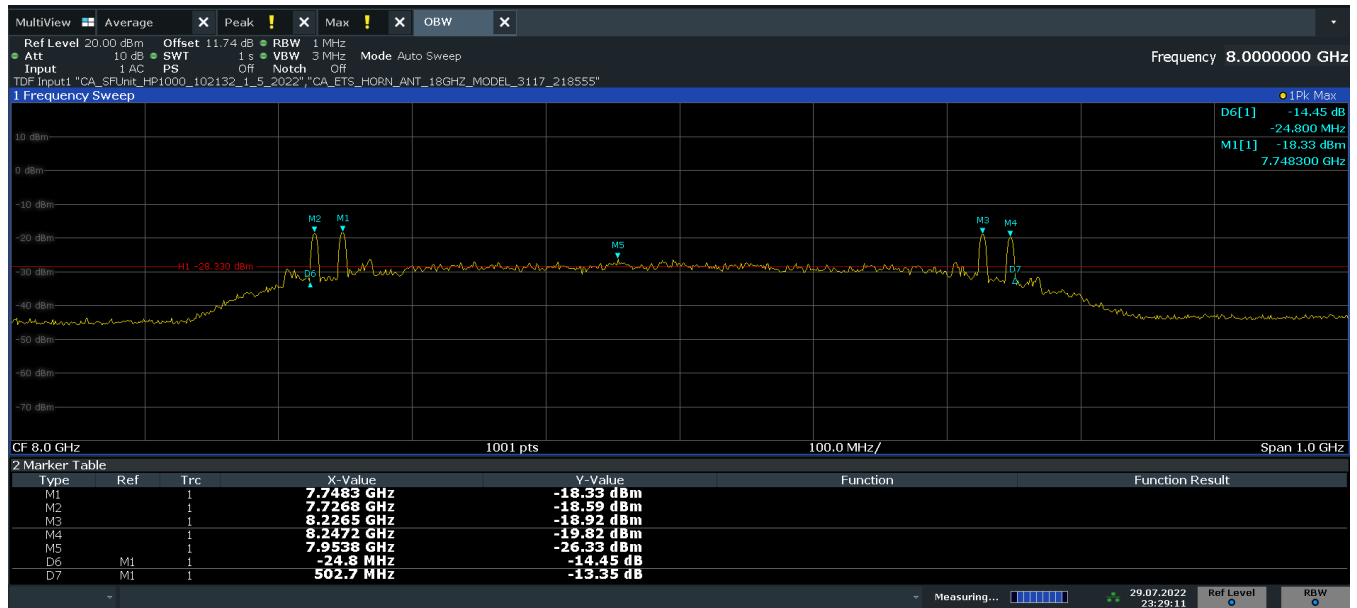 MultiView Average X Peak ! X Max ! X OBW X
Ref Level 20.00 dBm Offset 11.74 dB RBW 1 MHz
Att 10 dB SWT 1 s VBW 3 MHz Mode Auto Sweep
Input 1 AC PS Off Notch Off
Frequency 8.0000000 GHz
TDF Input1 "CA_SFUnit_HP1000_102132_1_5_2022","CA_ETS_HORN_ANT_18GHZ_MODEL_3117_218555"
1 Frequency Sweep 1Pk Max
D6[1] -14.45 dB
-24.800 MHz
M1[1] -18.33 dBm
7.748300 GHz
10 dBm
0 dBm
-10 dBm
M2 M1 M3 M4
-20 dBm
M5
H1 -28.330 dBm
-30 dBm D6 D7
-40 dBm
-50 dBm
-60 dBm
-70 dBm
CF 8.0 GHz 1001 pts 100.0 MHz/ Span 1.0 GHz
2 Marker Table
Type Ref Trc X-Value Y-Value Function Function Result
M1 1 7.7483 GHz -18.33 dBm
M2 1 7.7268 GHz -18.59 dBm
M3 1 8.2265 GHz -18.92 dBm
M4 1 8.2472 GHz -19.82 dBm
M5 1 7.9538 GHz -26.33 dBm
D6 M1 1 -24.8 MHz -14.45 dB
D7 M1 1 502.7 MHz -13.35 dB
Measuring... 29.07.2022 Ref Level RBW
23:29:11